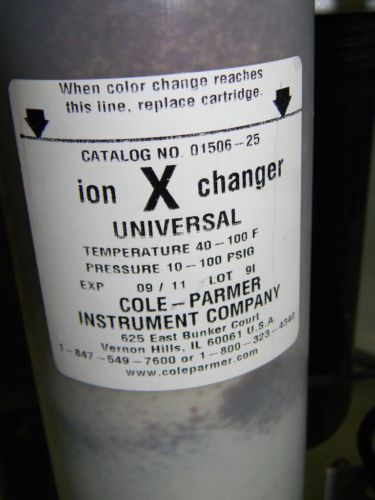 When color change reaches
this line, replace cartridge.
CATALOG NO. 01506-25
ion X changer
UNIVERSAL
TEMPERATURE 40-100 F
PRESSURE 10-100 PSIG
EXP 09 / 11 LOT 91
COLE-PARMER
INSTRUMENT COMPANY
625 East Bunker Court
Vernon Hills, IL 60061 U.S.A.
1-847-549-7600 or 1-800-323-4340
www.coleparmer.com